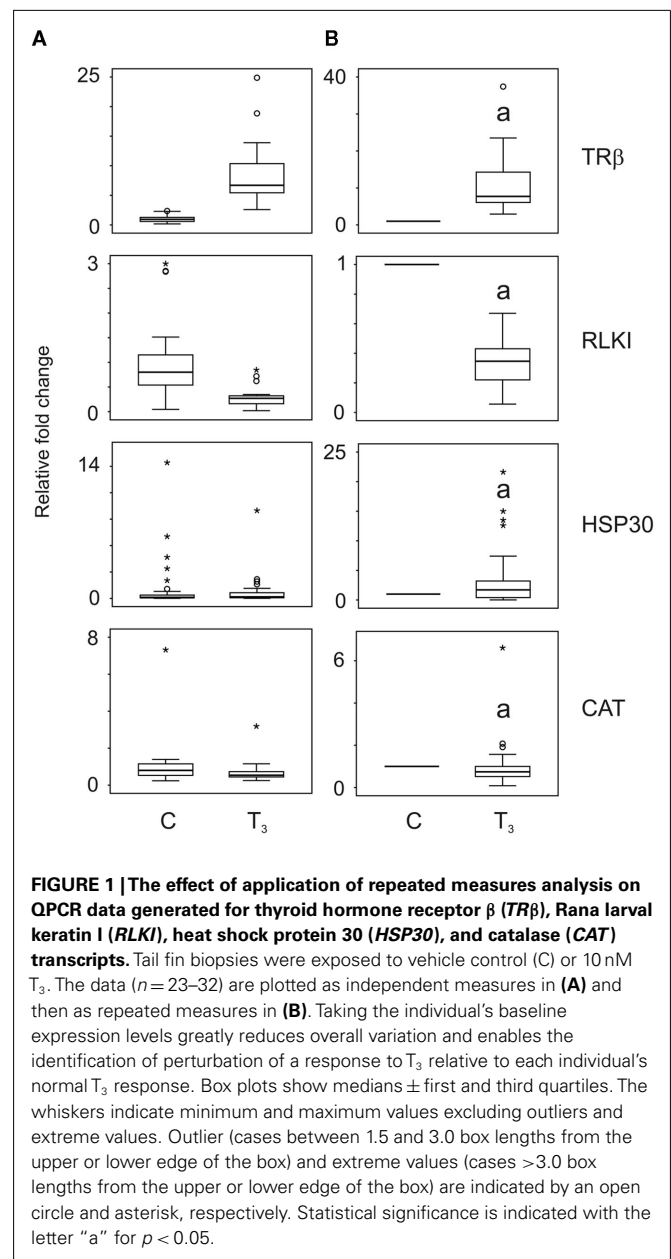 A
B
25
0
40
0
TRβ
a
3
0
1
0
RLKI
a
Relative fold change
14
0
25
0
HSP30
a
8
0
6
0
CAT
a
C
T3
C
T3
FIGURE 1 | The effect of application of repeated measures analysis on
QPCR data generated for thyroid hormone receptor β (TRβ), Rana larval
keratin I (RLKI), heat shock protein 30 (HSP30), and catalase (CAT)
transcripts. Tail fin biopsies were exposed to vehicle control (C) or 10 nM
T3. The data (n = 23–32) are plotted as independent measures in (A) and
then as repeated measures in (B). Taking the individual's baseline
expression levels greatly reduces overall variation and enables the
identification of perturbation of a response to T3 relative to each individual's
normal T3 response. Box plots show medians ± first and third quartiles. The
whiskers indicate minimum and maximum values excluding outliers and
extreme values. Outlier (cases between 1.5 and 3.0 box lengths from the
upper or lower edge of the box) and extreme values (cases >3.0 box
lengths from the upper or lower edge of the box) are indicated by an open
circle and asterisk, respectively. Statistical significance is indicated with the
letter "a" for p < 0.05.